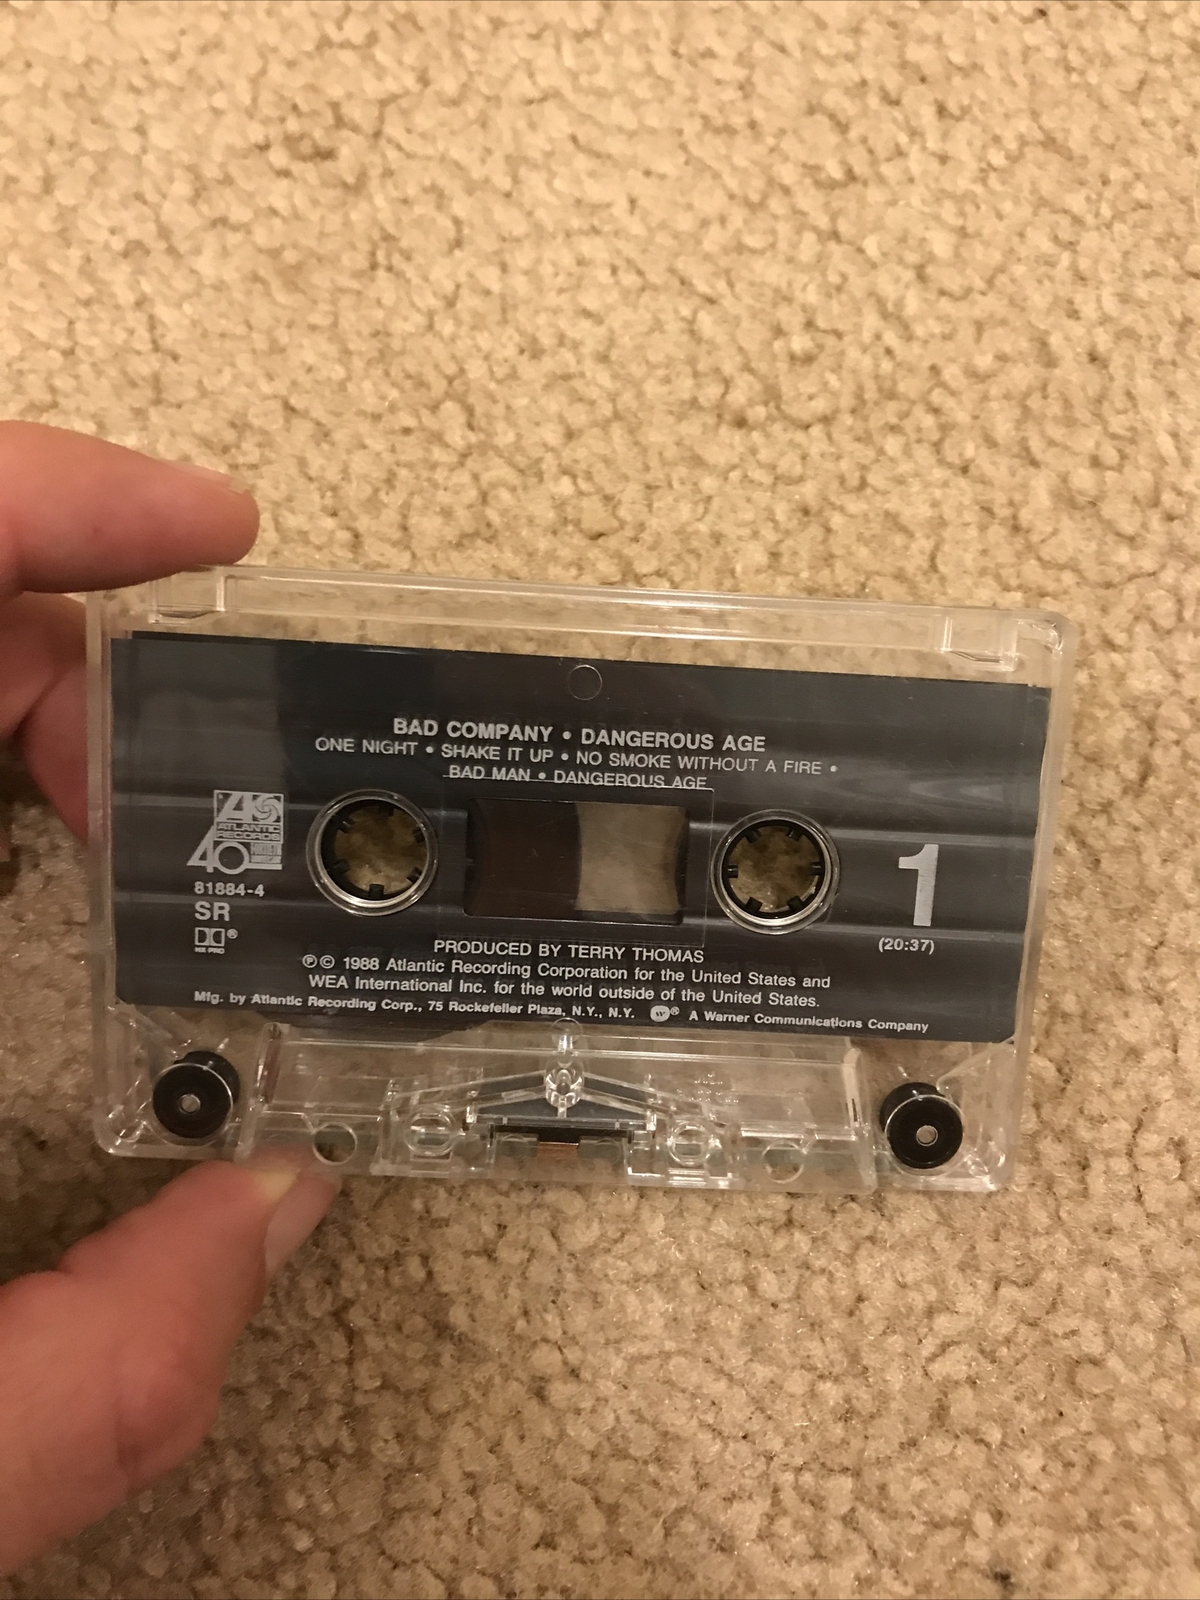 BAD COMPANY • DANGEROUS AGE
ONE NIGHT • SHAKE IT UP • NO SMOKE WITHOUT A FIRE •
BAD MAN • DANGEROUS AGE
ATLANTIC
RECORDS
40
81884-4
SR
HX PRO
1
(20:37)
PRODUCED BY TERRY THOMAS
℗ © 1988 Atlantic Recording Corporation for the United States and
WEA International Inc. for the world outside of the United States.
Mfg. by Atlantic Recording Corp., 75 Rockefeller Plaza, N.Y., N.Y. w® A Warner Communications Company